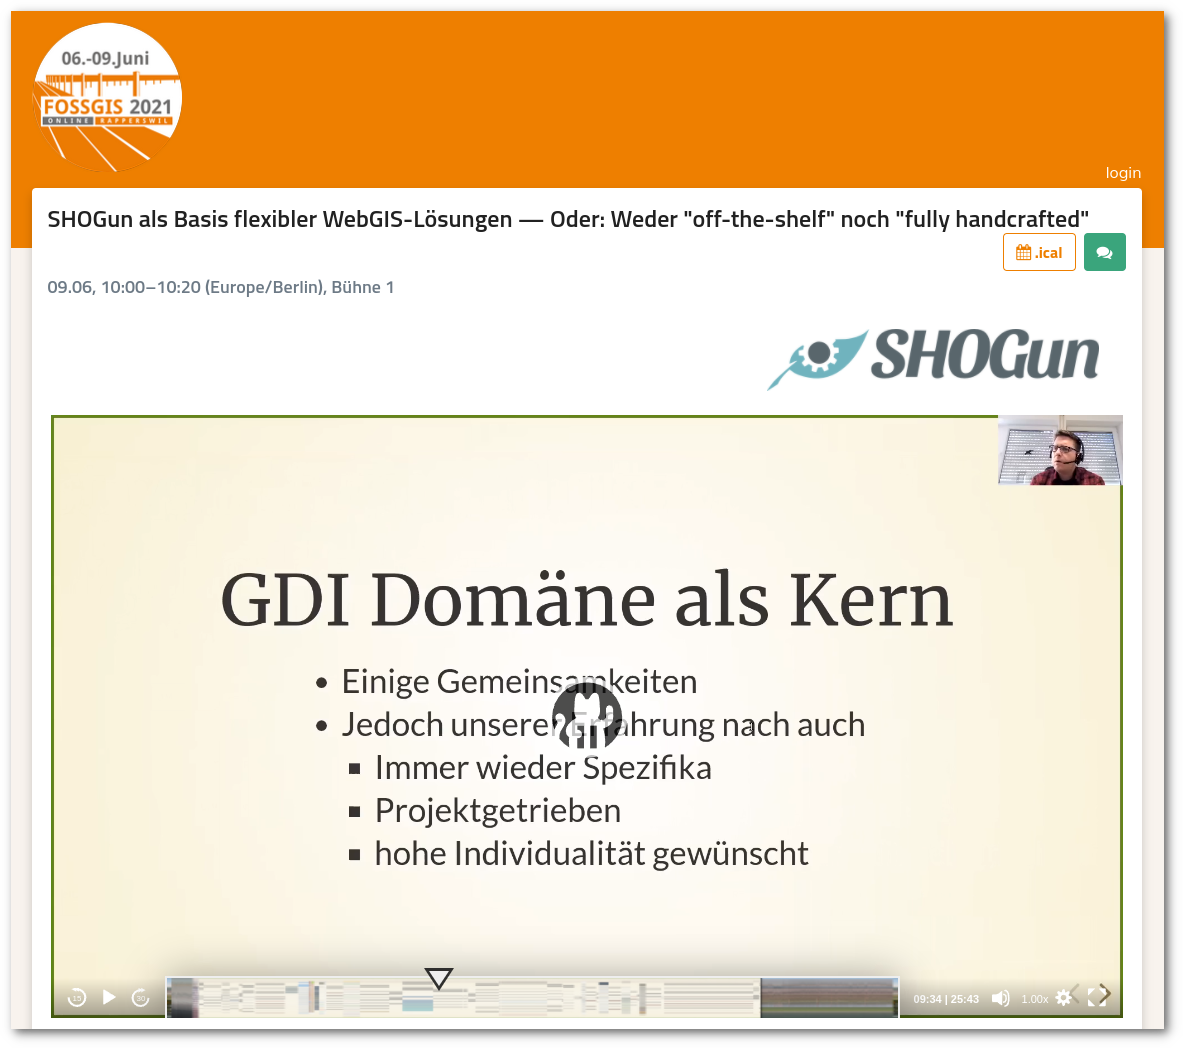 06.-09.Juni
FOSSGIS 2021
ONLINE RAPPERSWIL
login
SHOGun als Basis flexibler WebGIS-Lösungen — Oder: Weder "off-the-shelf" noch "fully handcrafted"
.ical
09.06, 10:00–10:20 (Europe/Berlin), Bühne 1
SHOGun
GDI Domäne als Kern
• Einige Gemeinsamkeiten
• Jedoch unserer Erfahrung nach auch
▪ Immer wieder Spezifika
▪ Projektgetrieben
▪ hohe Individualität gewünscht
15 30 09:34 | 25:43 1.00x